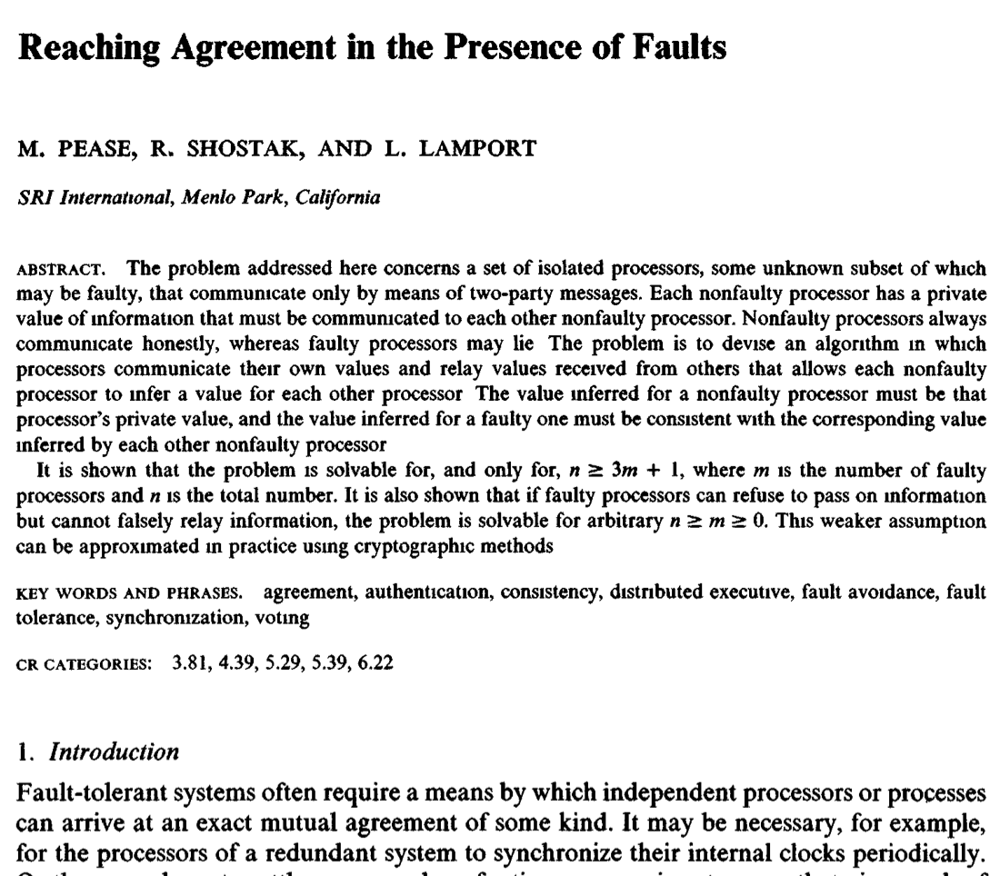 Reaching Agreement in the Presence of Faults
M. PEASE, R. SHOSTAK, AND L. LAMPORT
SRI International, Menlo Park, California
ABSTRACT. The problem addressed here concerns a set of isolated processors, some unknown subset of which
may be faulty, that communicate only by means of two-party messages. Each nonfaulty processor has a private
value of information that must be communicated to each other nonfaulty processor. Nonfaulty processors always
communicate honestly, whereas faulty processors may lie The problem is to devise an algorithm in which
processors communicate their own values and relay values received from others that allows each nonfaulty
processor to infer a value for each other processor The value inferred for a nonfaulty processor must be that
processor's private value, and the value inferred for a faulty one must be consistent with the corresponding value
inferred by each other nonfaulty processor
It is shown that the problem is solvable for, and only for, n ≥ 3m + 1, where m is the number of faulty
processors and n is the total number. It is also shown that if faulty processors can refuse to pass on information
but cannot falsely relay information, the problem is solvable for arbitrary n ≥ m ≥ 0. This weaker assumption
can be approximated in practice using cryptographic methods
KEY WORDS AND PHRASES. agreement, authentication, consistency, distributed executive, fault avoidance, fault
tolerance, synchronization, voting
CR CATEGORIES: 3.81, 4.39, 5.29, 5.39, 6.22
1. Introduction
Fault-tolerant systems often require a means by which independent processors or processes
can arrive at an exact mutual agreement of some kind. It may be necessary, for example,
for the processors of a redundant system to synchronize their internal clocks periodically.